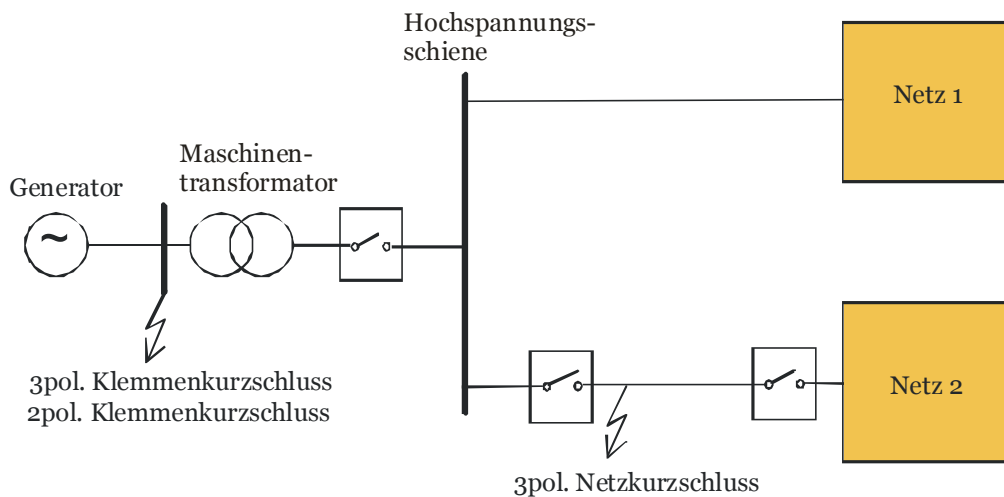 Hochspannungs-
schiene
Netz 1
Maschinen-
transformator
Generator
~
3pol. Klemmenkurzschluss
2pol. Klemmenkurzschluss
Netz 2
3pol. Netzkurzschluss